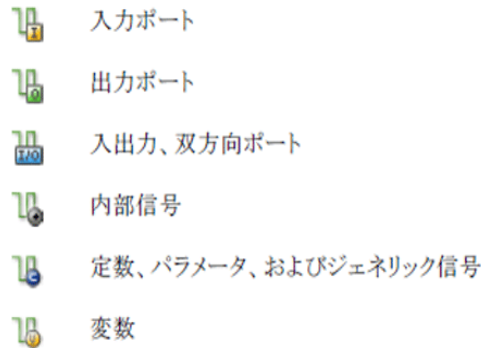 I 入力ポート
O 出力ポート
I/O 入出力、双方向ポート
内部信号
C 定数、パラメータ、およびジェネリック信号
変数